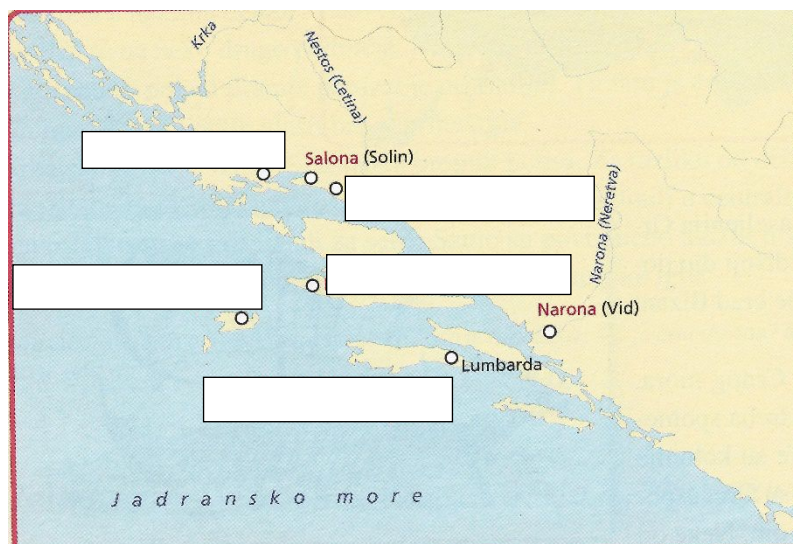 Krka
Nestos (Cetina)
Salona (Solin)
Narona (Neretva)
Narona (Vid)
Lumbarda
Jadransko more